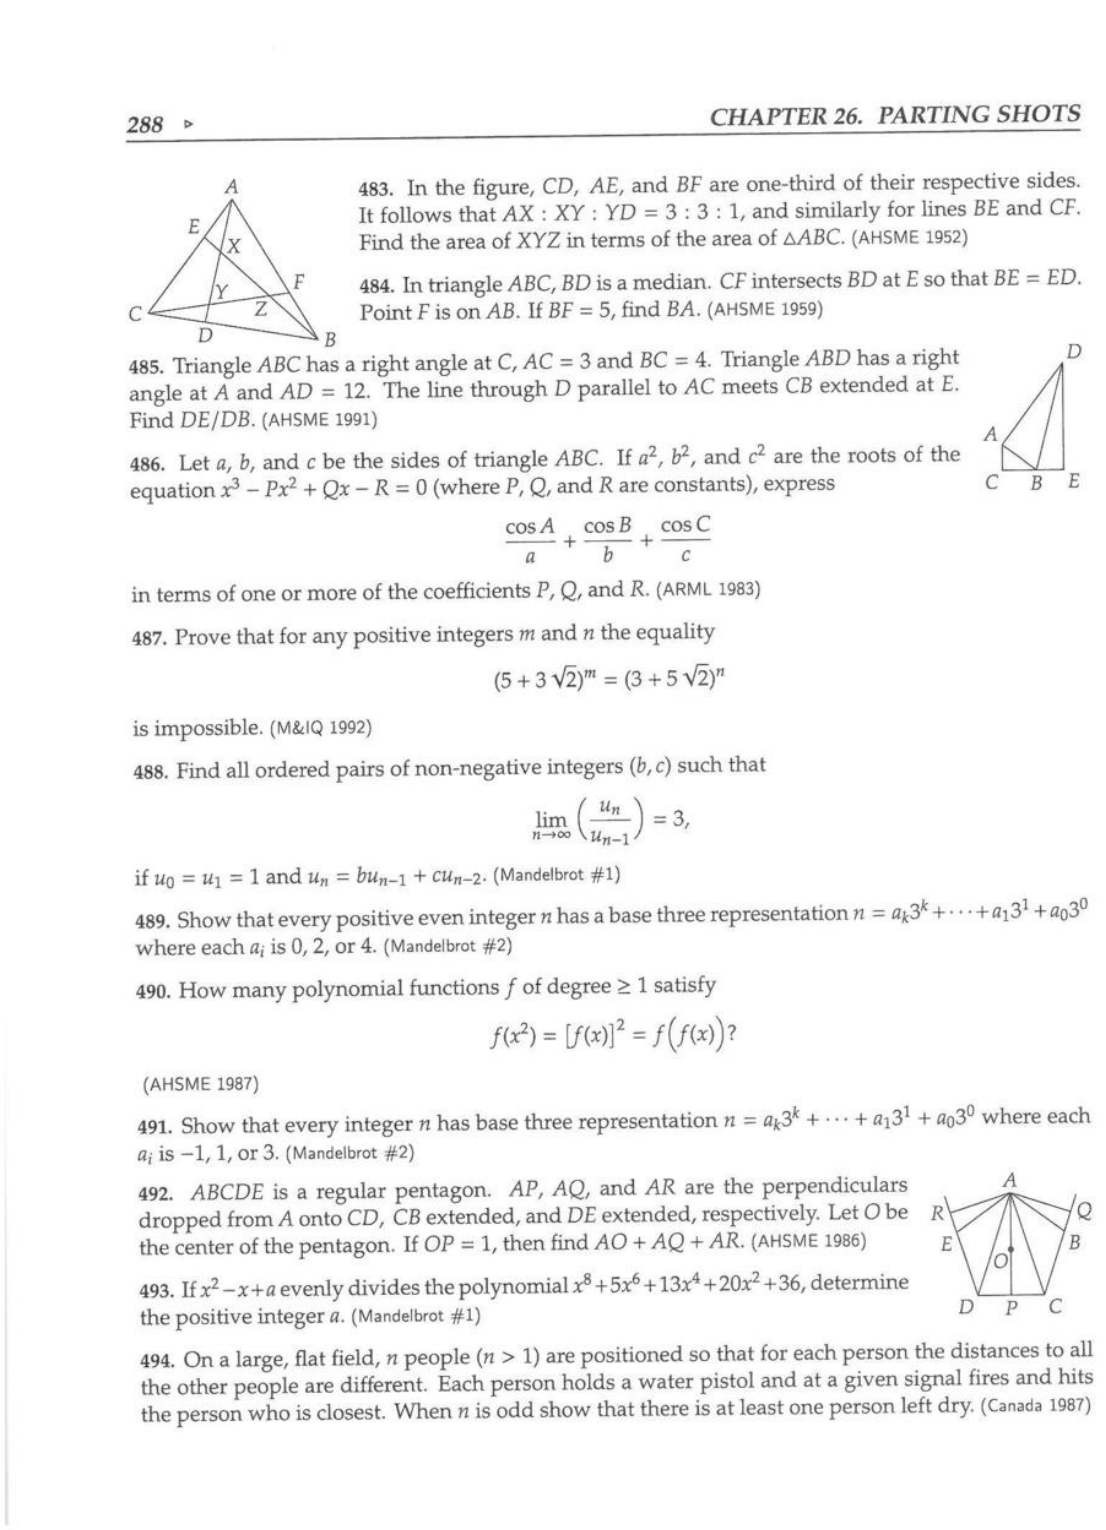 288 ▹ CHAPTER 26. PARTING SHOTS
A
E
X
F
Y
Z
C
D
B
483. In the figure, CD, AE, and BF are one-third of their respective sides.
It follows that AX : XY : YD = 3 : 3 : 1, and similarly for lines BE and CF.
Find the area of XYZ in terms of the area of △ABC. (AHSME 1952)
484. In triangle ABC, BD is a median. CF intersects BD at E so that BE = ED.
Point F is on AB. If BF = 5, find BA. (AHSME 1959)
485. Triangle ABC has a right angle at C, AC = 3 and BC = 4. Triangle ABD has a right
angle at A and AD = 12. The line through D parallel to AC meets CB extended at E.
Find DE/DB. (AHSME 1991)
D
A
C B E
486. Let a, b, and c be the sides of triangle ABC. If a², b², and c² are the roots of the
equation x³ − Px² + Qx − R = 0 (where P, Q, and R are constants), express
cos A/a + cos B/b + cos C/c
in terms of one or more of the coefficients P, Q, and R. (ARML 1983)
487. Prove that for any positive integers m and n the equality
(5 + 3 √2)ᵐ = (3 + 5 √2)ⁿ
is impossible. (M&IQ 1992)
488. Find all ordered pairs of non-negative integers (b, c) such that
lim n→∞ (uₙ/uₙ₋₁) = 3,
if u₀ = u₁ = 1 and uₙ = buₙ₋₁ + cuₙ₋₂. (Mandelbrot #1)
489. Show that every positive even integer n has a base three representation n = aₖ3ᵏ + ··· + a₁3¹ + a₀3⁰
where each aᵢ is 0, 2, or 4. (Mandelbrot #2)
490. How many polynomial functions f of degree ≥ 1 satisfy
f(x²) = [f(x)]² = f(f(x))?
(AHSME 1987)
491. Show that every integer n has base three representation n = aₖ3ᵏ + ··· + a₁3¹ + a₀3⁰ where each
aᵢ is −1, 1, or 3. (Mandelbrot #2)
492. ABCDE is a regular pentagon. AP, AQ, and AR are the perpendiculars
dropped from A onto CD, CB extended, and DE extended, respectively. Let O be
the center of the pentagon. If OP = 1, then find AO + AQ + AR. (AHSME 1986)
A
R Q
E B
O
D P C
493. If x² − x + a evenly divides the polynomial x⁸ + 5x⁶ + 13x⁴ + 20x² + 36, determine
the positive integer a. (Mandelbrot #1)
494. On a large, flat field, n people (n > 1) are positioned so that for each person the distances to all
the other people are different. Each person holds a water pistol and at a given signal fires and hits
the person who is closest. When n is odd show that there is at least one person left dry. (Canada 1987)